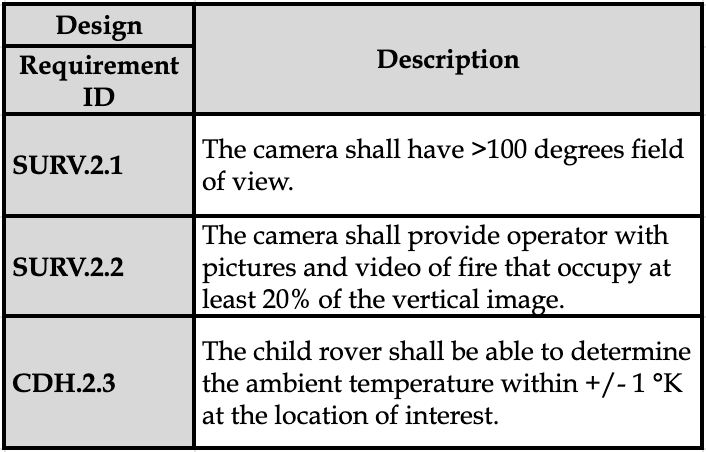 Design
Requirement
ID
Description
SURV.2.1
The camera shall have >100 degrees field
of view.
SURV.2.2
The camera shall provide operator with
pictures and video of fire that occupy at
least 20% of the vertical image.
CDH.2.3
The child rover shall be able to determine
the ambient temperature within +/- 1 °K
at the location of interest.